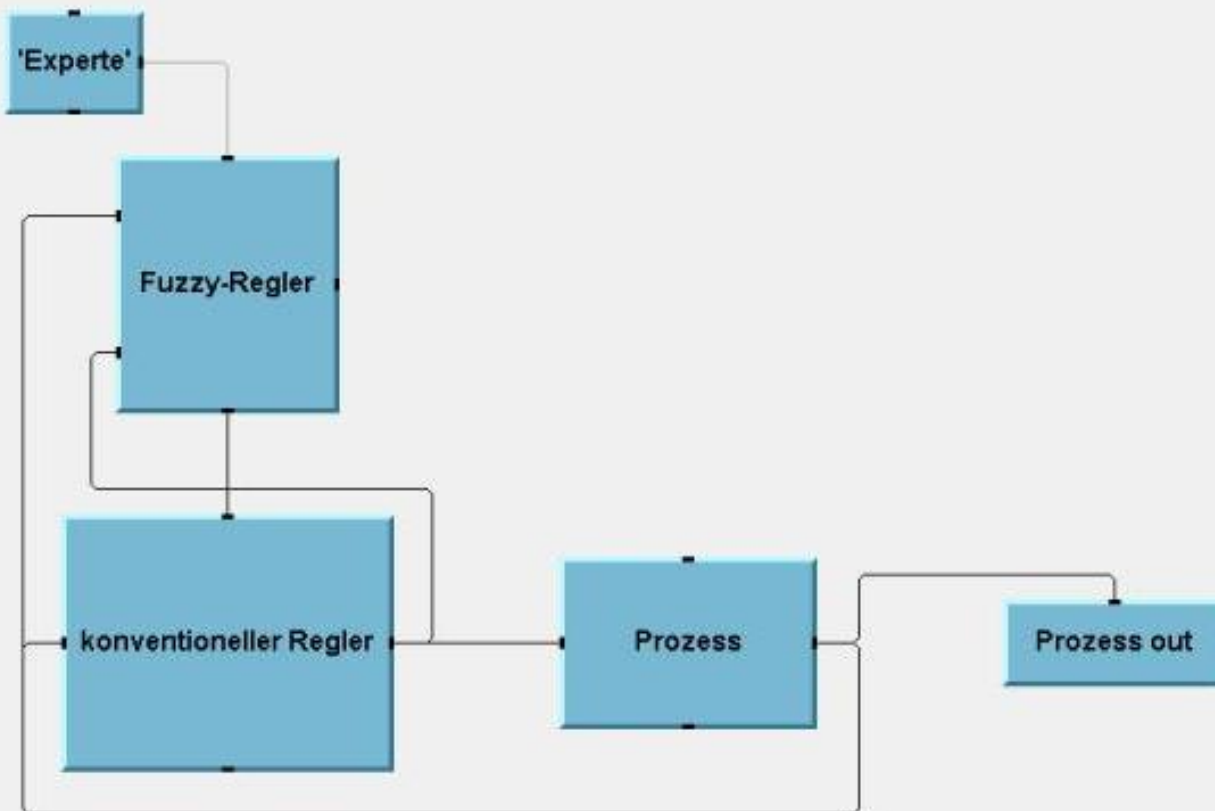 'Experte'
Fuzzy-Regler
konventioneller Regler
Prozess
Prozess out